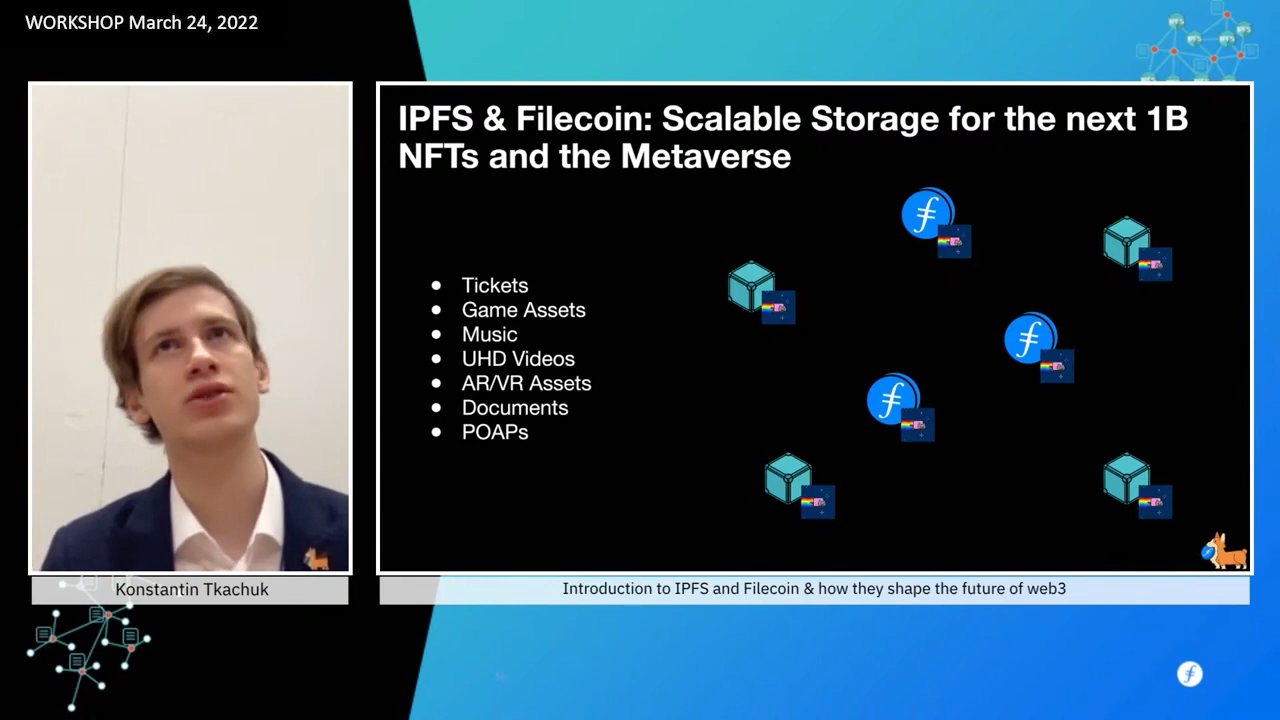 WORKSHOP March 24, 2022
IPFS & Filecoin: Scalable Storage for the next 1B
NFTs and the Metaverse
● Tickets
● Game Assets
● Music
● UHD Videos
● AR/VR Assets
● Documents
● POAPs
Konstantin Tkachuk
Introduction to IPFS and Filecoin & how they shape the future of web3